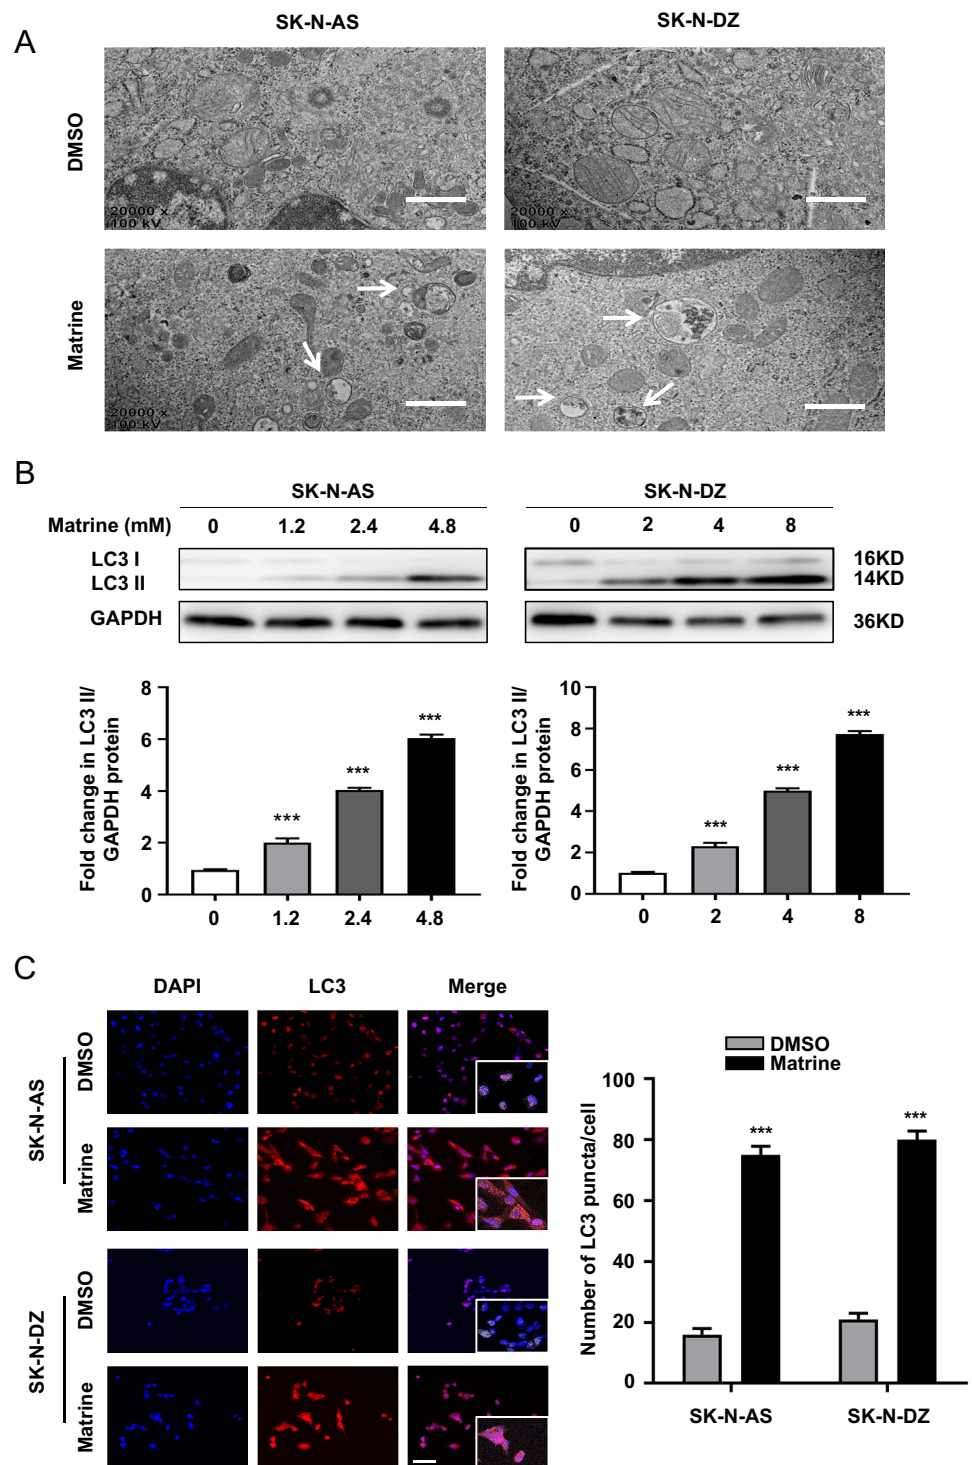 A
SK-N-AS
SK-N-DZ
DMSO
20000 x
100 kV
20000 x
100 kV
Matrine
20000 x
100 kV
B
SK-N-AS
SK-N-DZ
Matrine (mM)
0
1.2
2.4
4.8
0
2
4
8
LC3 I
16KD
LC3 II
14KD
GAPDH
36KD
Fold change in LC3 II/
GAPDH protein
8
6
4
2
0
***
***
***
0
1.2
2.4
4.8
Fold change in LC3 II/
GAPDH protein
10
8
6
4
2
0
***
***
***
0
2
4
8
C
DAPI
LC3
Merge
SK-N-AS
DMSO
Matrine
SK-N-DZ
DMSO
Matrine
DMSO
Matrine
Number of LC3 puncta/cell
100
80
60
40
20
0
***
***
SK-N-AS
SK-N-DZ